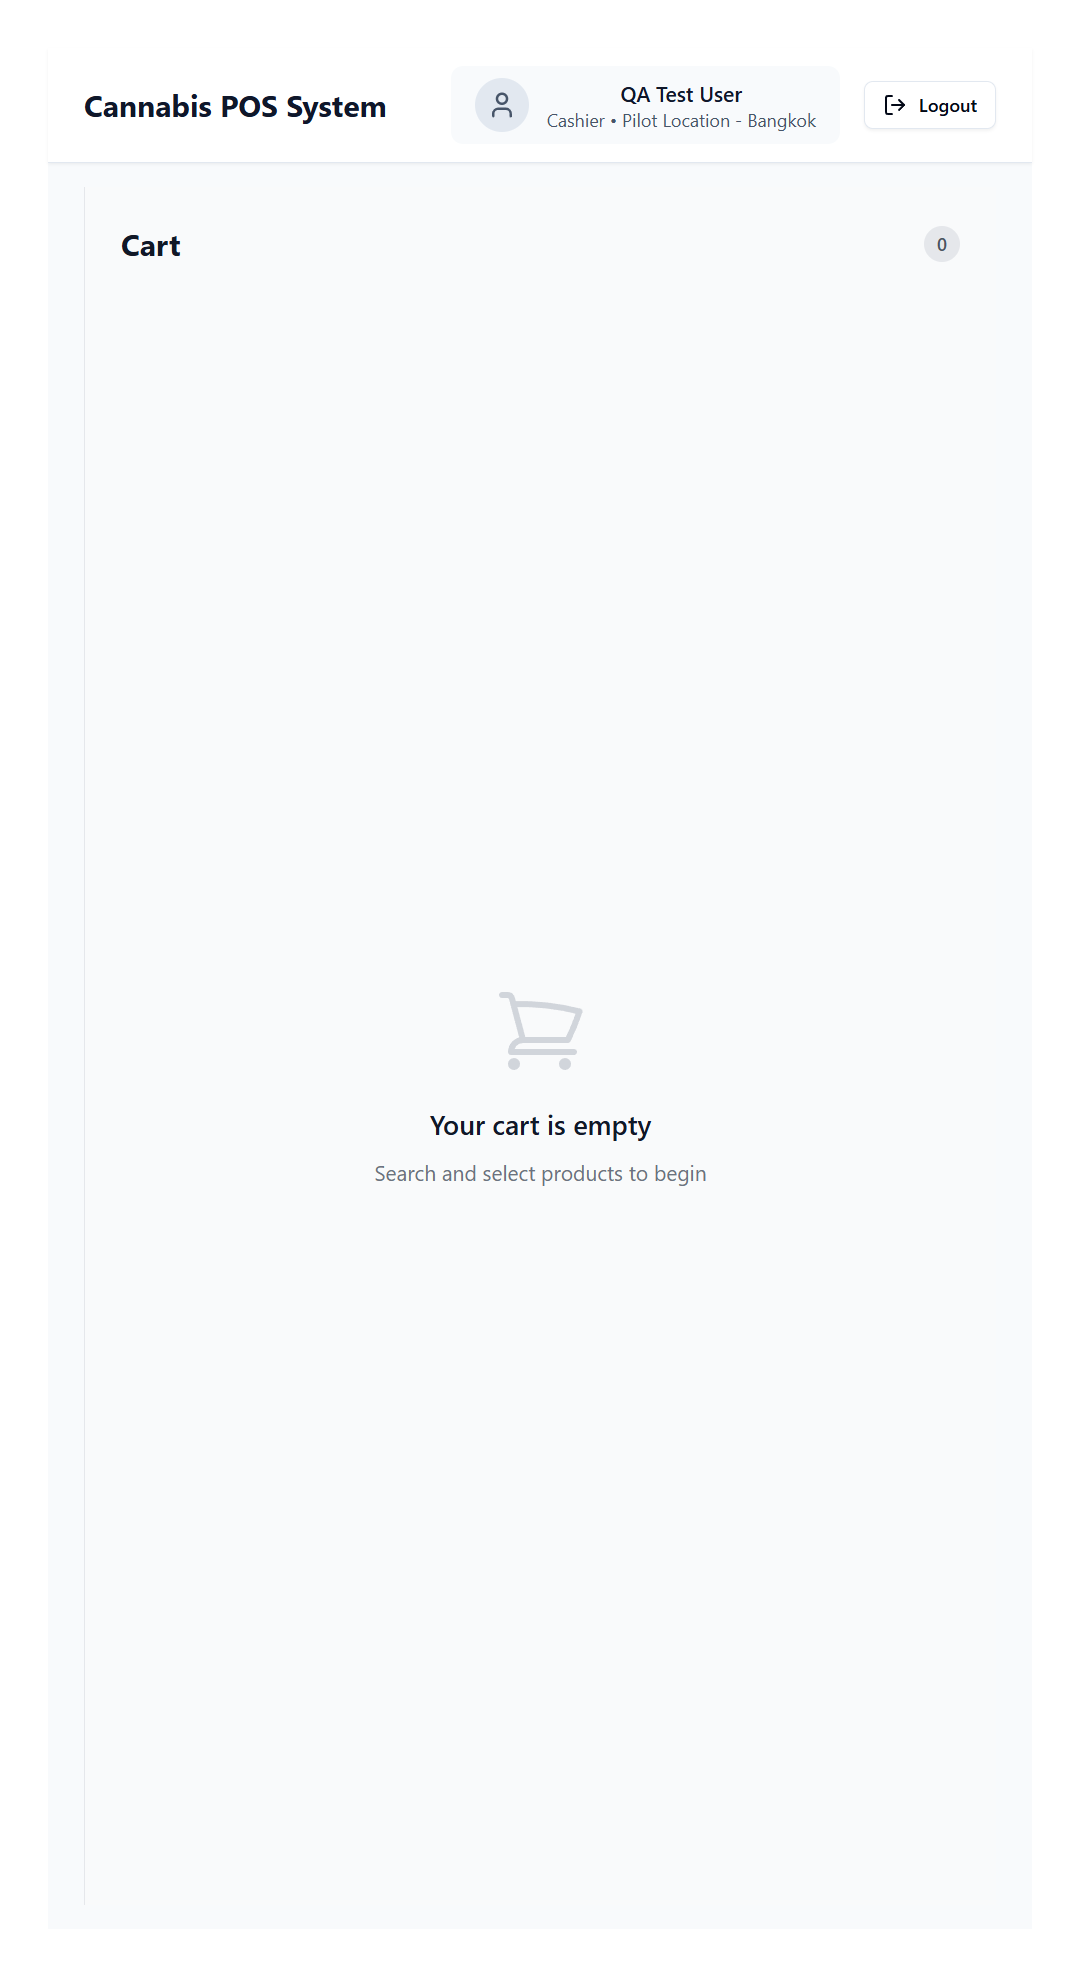 Cannabis POS System
QA Test User
Cashier • Pilot Location - Bangkok
Logout
Cart
0
Your cart is empty
Search and select products to begin